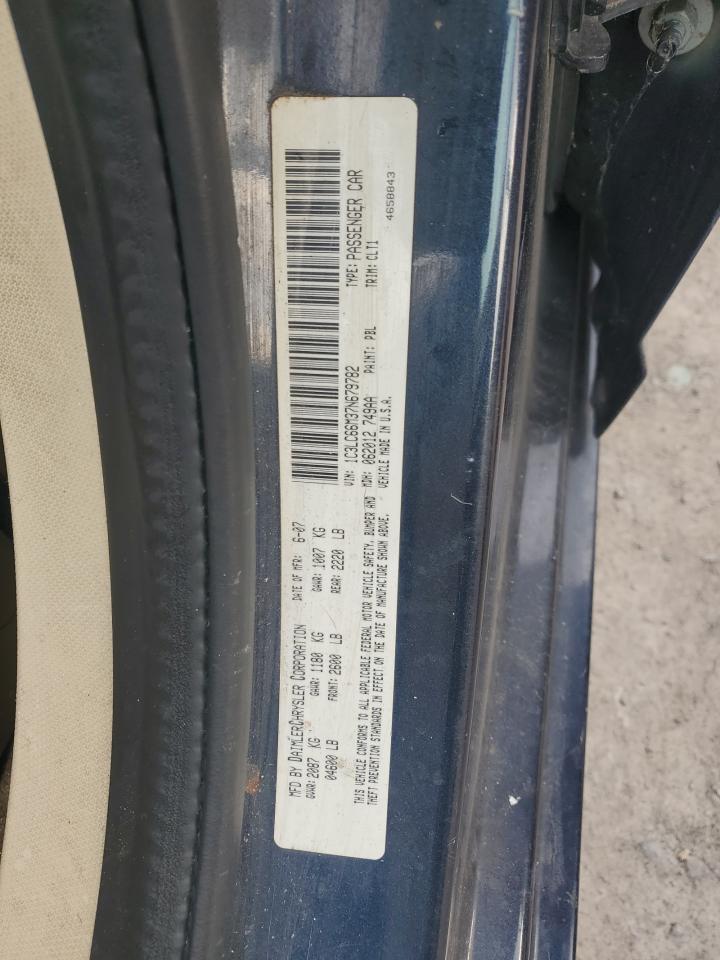 MFD BY DAIMLERCHRYSLER CORPORATION DATE OF MFR: 6-07
GVWR: 2087 KG GAWR: 1180 KG GAWR: 1007 KG
04600 LB FRONT: 2600 LB REAR: 2220 LB
THIS VEHICLE CONFORMS TO ALL APPLICABLE FEDERAL MOTOR VEHICLE SAFETY, BUMPER AND
THEFT PREVENTION STANDARDS IN EFFECT ON THE DATE OF MANUFACTURE SHOWN ABOVE.
VIN: 1C3LC66M37N679782 TYPE: PASSENGER CAR
MDH: 062012 749AA PAINT: PBL TRIM: CLT1
VEHICLE MADE IN U.S.A. 4658843